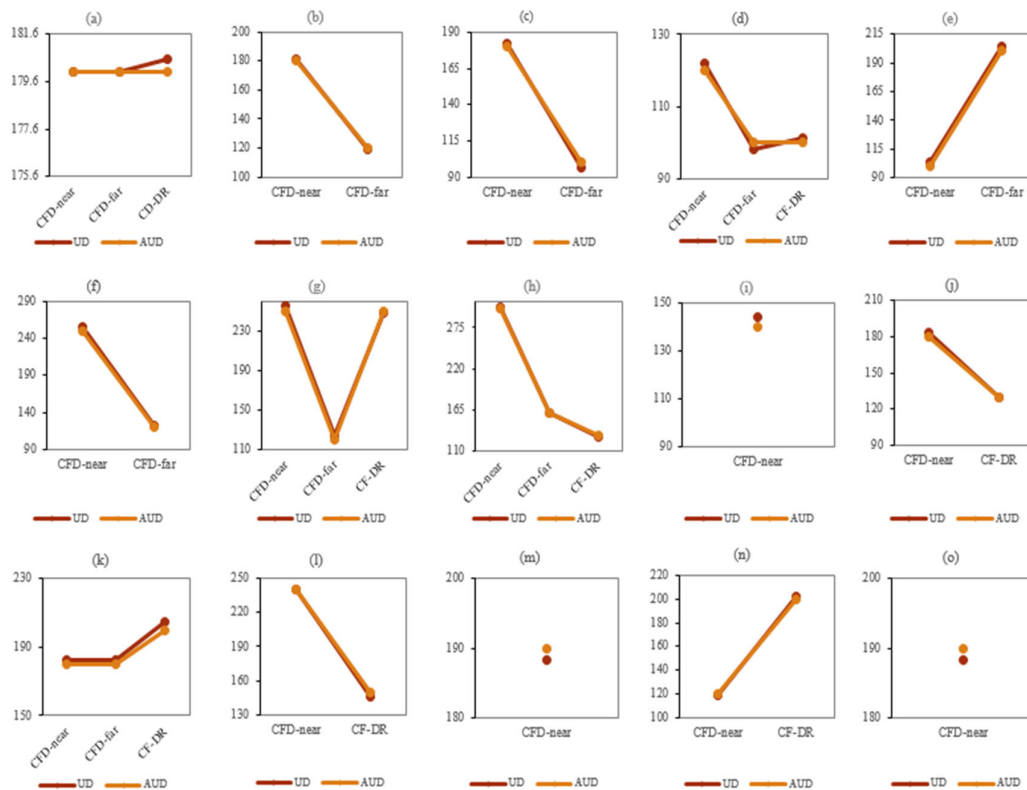 (a)
181.6
179.6
177.6
175.6
CFD-near
CFD-far
CD-DR
UD
AUD
(b)
180
160
140
120
100
CFD-near
CFD-far
UD
AUD
(c)
190
165
140
115
90
CFD-near
CFD-far
UD
AUD
(d)
130
110
90
CFD-near
CFD-far
CF-DR
UD
AUD
(e)
215
190
165
140
115
90
CFD-near
CFD-far
UD
AUD
(f)
290
240
190
140
90
CFD-near
CFD-far
UD
AUD
(g)
230
190
150
110
CFD-near
CFD-far
CF-DR
UD
AUD
(h)
275
220
165
110
CFD-near
CFD-far
CF-DR
UD
AUD
(i)
150
130
110
90
CFD-near
UD
AUD
(j)
210
180
150
120
90
CFD-near
CF-DR
UD
AUD
(k)
230
190
150
CFD-near
CFD-far
CF-DR
UD
AUD
(l)
250
230
210
190
170
150
130
CFD-near
CF-DR
UD
AUD
(m)
200
190
180
CFD-near
UD
AUD
(n)
220
200
180
160
140
120
100
CFD-near
CF-DR
UD
AUD
(o)
200
190
180
CFD-near
UD
AUD